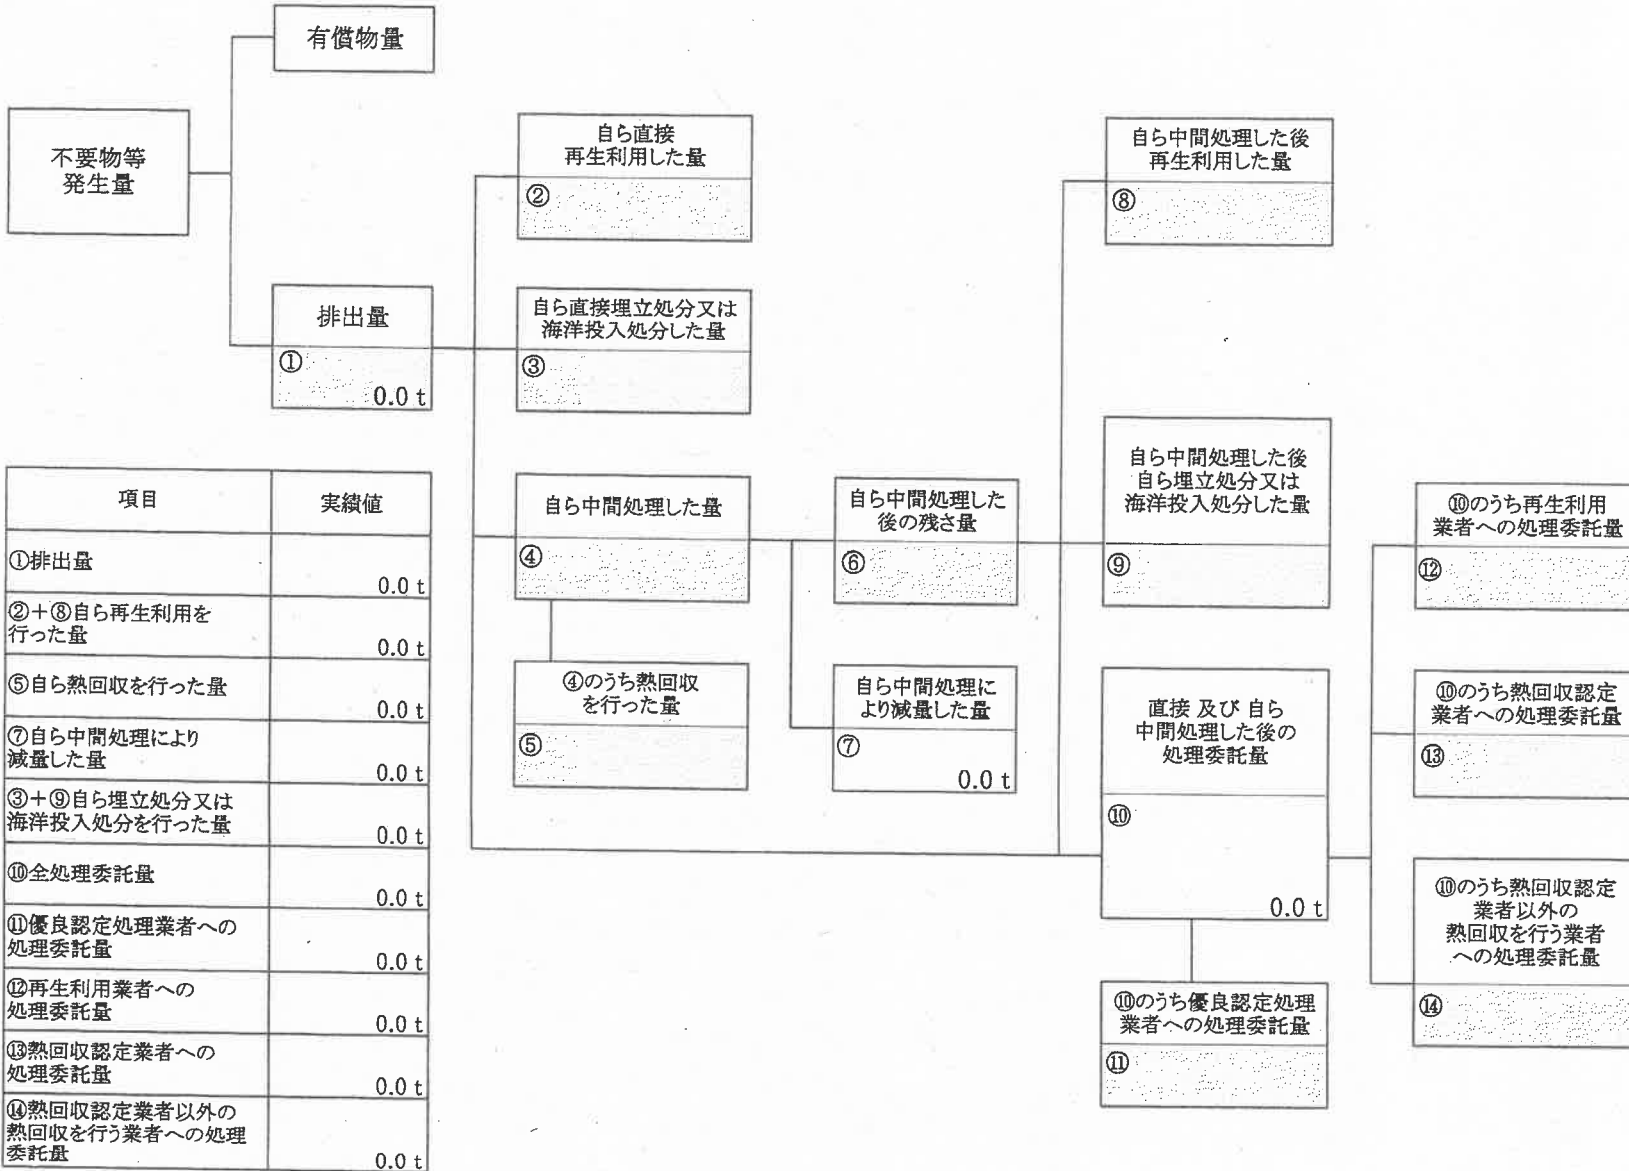 有償物量
不要物等
発生量
排出量
①
0.0 t
自ら直接
再生利用した量
②
自ら直接埋立処分又は
海洋投入処分した量
③
自ら中間処理した量
④
④のうち熱回収
を行った量
⑤
自ら中間処理した
後の残さ量
⑥
自ら中間処理に
より減量した量
⑦
0.0 t
自ら中間処理した後
再生利用した量
⑧
自ら中間処理した後
自ら埋立処分又は
海洋投入処分した量
⑨
直接 及び 自ら
中間処理した後の
処理委託量
⑩
0.0 t
⑩のうち優良認定処理
業者への処理委託量
⑪
⑩のうち再生利用
業者への処理委託量
⑫
⑩のうち熱回収認定
業者への処理委託量
⑬
⑩のうち熱回収認定
業者以外の
熱回収を行う業者
への処理委託量
⑭
項目 実績値
①排出量
0.0 t
②+⑧自ら再生利用を
行った量
0.0 t
⑤自ら熱回収を行った量
0.0 t
⑦自ら中間処理により
減量した量
0.0 t
③+⑨自ら埋立処分又は
海洋投入処分を行った量
0.0 t
⑩全処理委託量
0.0 t
⑪優良認定処理業者への
処理委託量
0.0 t
⑫再生利用業者への
処理委託量
0.0 t
⑬熱回収認定業者への
処理委託量
0.0 t
⑭熱回収認定業者以外の
熱回収を行う業者への処理
委託量
0.0 t